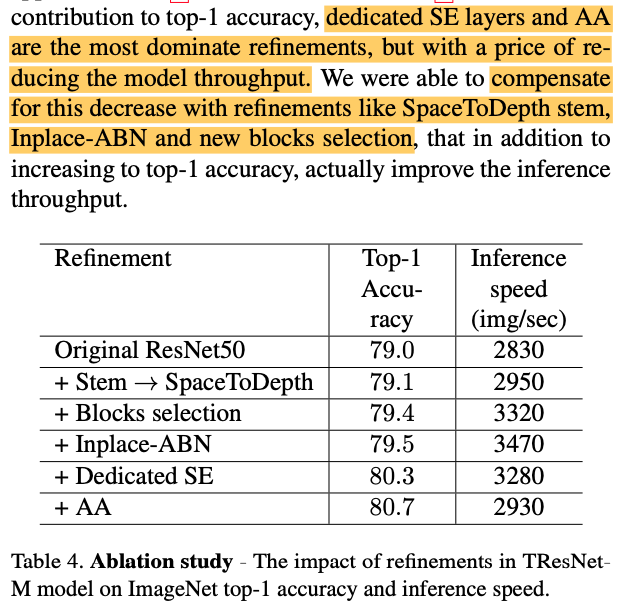 contribution to top-1 accuracy, dedicated SE layers and AA
are the most dominate refinements, but with a price of re-
ducing the model throughput. We were able to compensate
for this decrease with refinements like SpaceToDepth stem,
Inplace-ABN and new blocks selection, that in addition to
increasing to top-1 accuracy, actually improve the inference
throughput.
Refinement Top-1 Inference
Accu- speed
racy (img/sec)
Original ResNet50 79.0 2830
+ Stem → SpaceToDepth 79.1 2950
+ Blocks selection 79.4 3320
+ Inplace-ABN 79.5 3470
+ Dedicated SE 80.3 3280
+ AA 80.7 2930
Table 4. Ablation study - The impact of refinements in TResNet-
M model on ImageNet top-1 accuracy and inference speed.